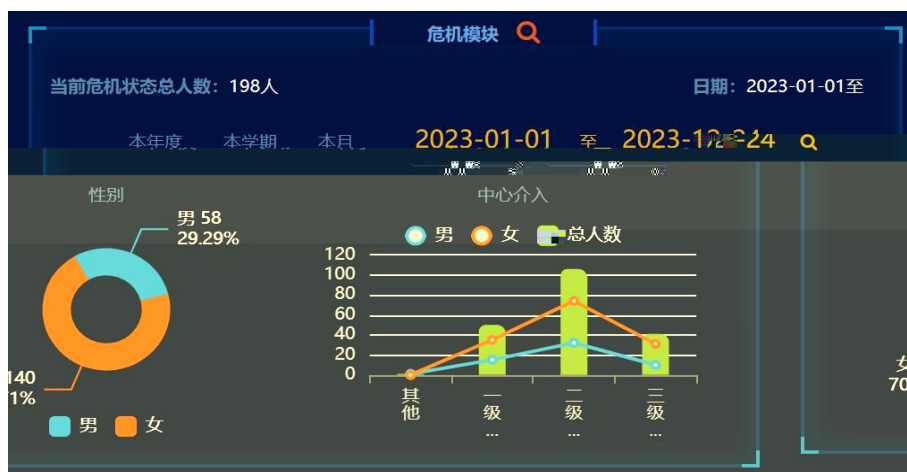 危机模块
当前危机状态总人数：198人
日期：2023-01-01至
本年度 本学期 本月 2023-01-01 至
性别
中心介入
男 58
29.29%
男 女 总人数
120
100
80
60
40
20
0
140
1%
其他 一级... 二级... 三级...
男 女
女
70